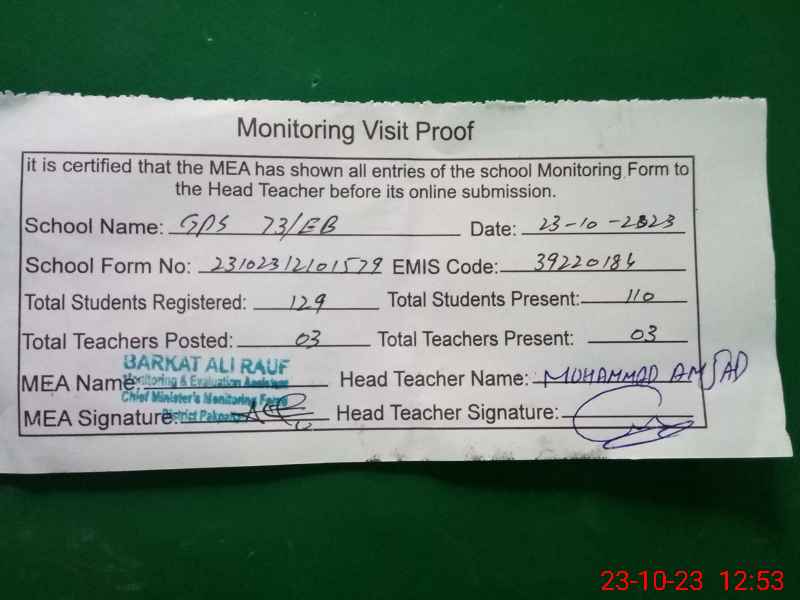 Monitoring Visit Proof
it is certified that the MEA has shown all entries of the school Monitoring Form to
the Head Teacher before its online submission.
School Name: GPS 73/EB Date: 23-10-2023
School Form No: 23102312101579 EMIS Code: 39220184
Total Students Registered: 129 Total Students Present: 110
Total Teachers Posted: 03 Total Teachers Present: 03
BARKAT ALI RAUF
MEA Name: Monitoring & Evaluation Assistant Head Teacher Name: MUHAMMAD AMJAD
Chief Minister's Monitoring Force
MEA Signature: District Pakpattan Head Teacher Signature:
23-10-23 12:53